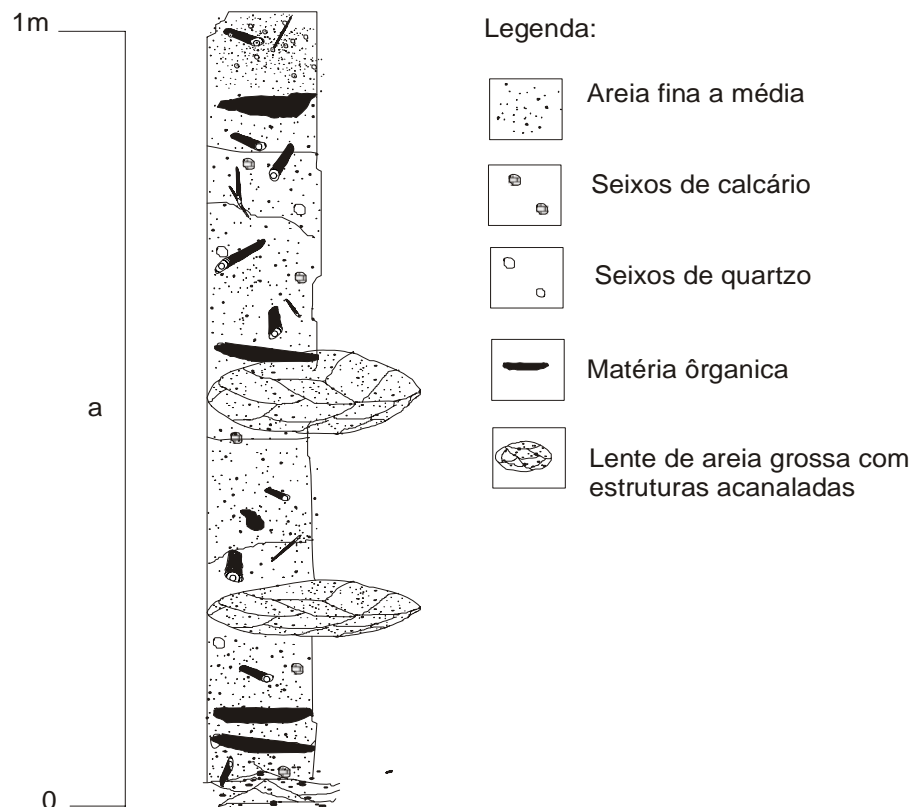 1m
Legenda:
Areia fina a média
Seixos de calcário
Seixos de quartzo
Matéria ôrganica
a
Lente de areia grossa com
estruturas acanaladas
0